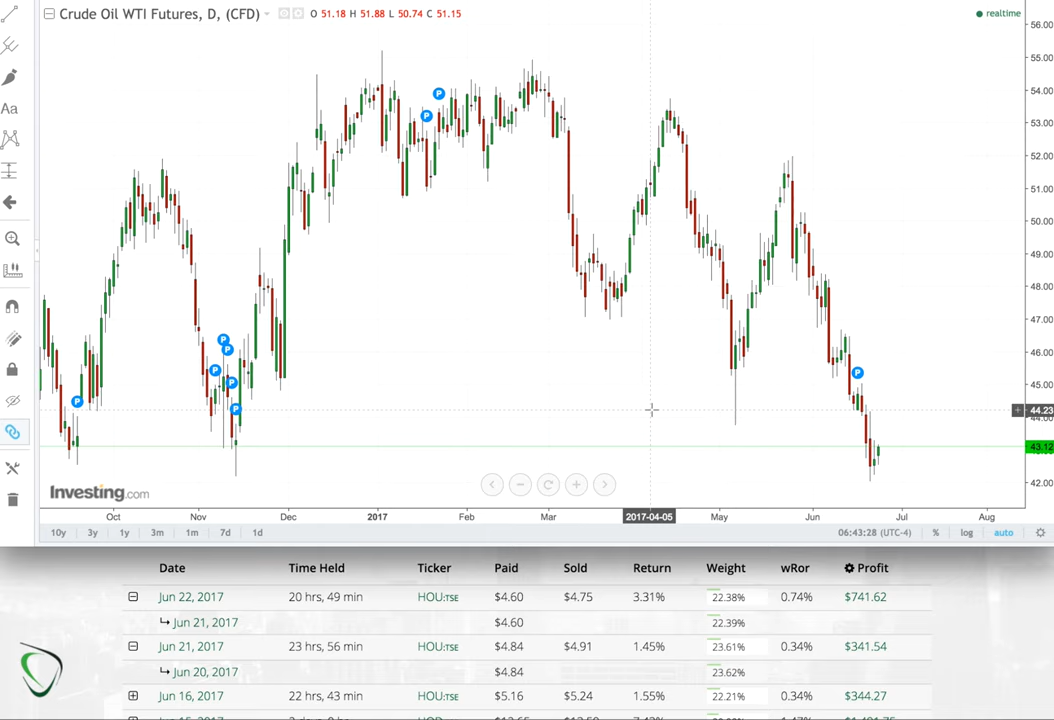 Crude Oil WTI Futures, D, (CFD) O 51.18 H 51.88 L 50.74 C 51.15
realtime
56.00
55.00
54.00
53.00
52.00
51.00
50.00
49.00
48.00
47.00
46.00
45.00
44.23
43.12
42.00
Aa
P
P
P
P
P
P
P
P
P
Investing.com
Oct Nov Dec 2017 Feb Mar 2017-04-05 May Jun Jul Aug
10y 3y 1y 3m 1m 7d 1d 06:43:28 (UTC-4) % log auto
Date Time Held Ticker Paid Sold Return Weight wRor Profit
Jun 22, 2017 20 hrs, 49 min HOU:TSE $4.60 $4.75 3.31% 22.38% 0.74% $741.62
Jun 21, 2017 $4.60 22.39%
Jun 21, 2017 23 hrs, 56 min HOU:TSE $4.84 $4.91 1.45% 23.61% 0.34% $341.54
Jun 20, 2017 $4.84 23.62%
Jun 16, 2017 22 hrs, 43 min HOU:TSE $5.16 $5.24 1.55% 22.21% 0.34% $344.27